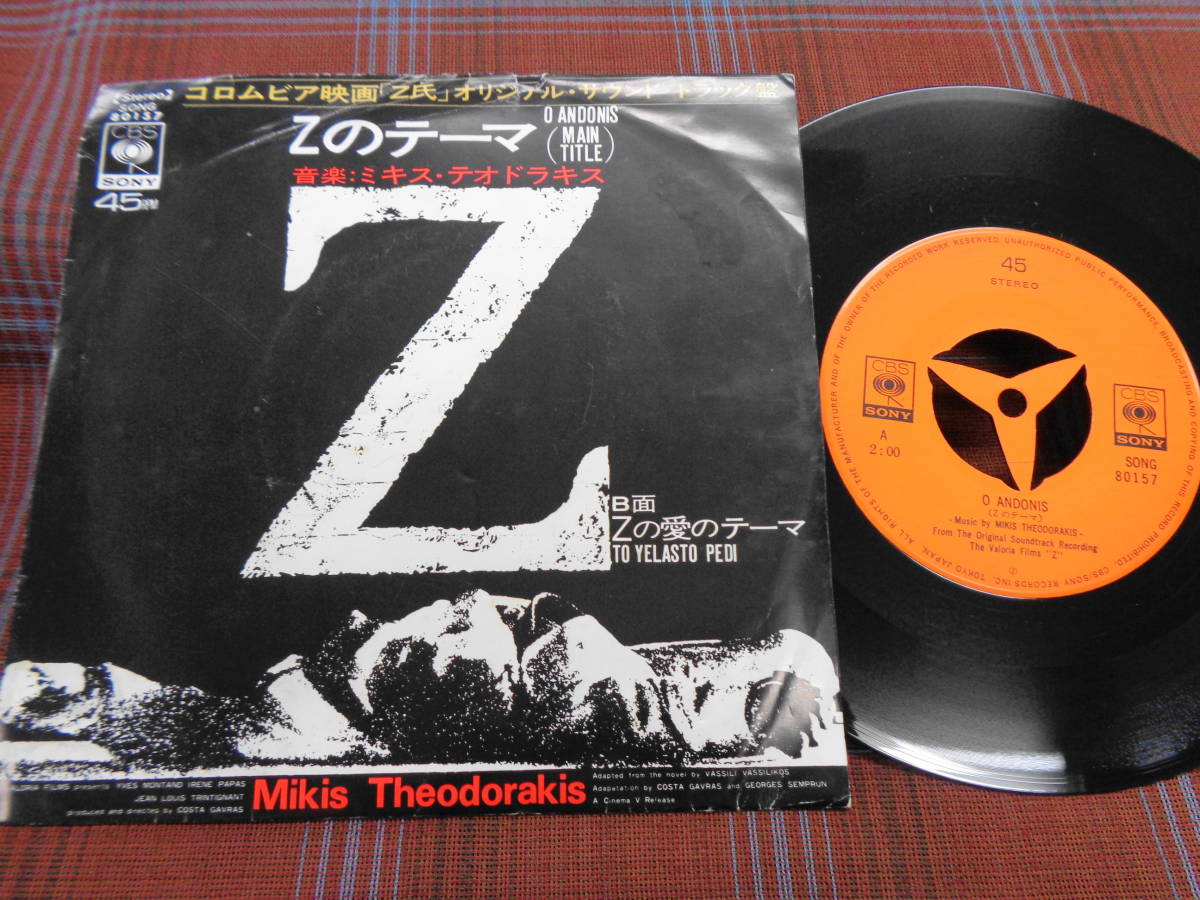 Stereo
SONG
80157
CBS
SONY
45RPM
コロムビア映画「Z氏」オリジナル・サウンド・トラック盤
Zのテーマ
O ANDONIS
(MAIN
TITLE)
音楽:ミキス・テオドラキス
Z
B面
Zの愛のテーマ
TO YELASTO PEDI
LORIA FILMS presents YVES MONTAND IRENE PAPAS
JEAN LOUIS TRINTIGNANT
produced and directed by COSTA GAVRAS
Mikis Theodorakis
Adapted from the novel by VASSILI VASSILIKOS
Adapatation by COSTA GAVRAS and GEORGES SEMPRUN
A Cinema V Release
ALL RIGHTS OF THE MANUFACTURER AND OF THE OWNER OF THE RECORDED WORK RESERVED. UNAUTHORIZED PUBLIC PERFORMANCE, BROADCASTING AND COPYING OF THIS RECORD PROHIBITED. CBS/SONY RECORDS INC. TOKYO JAPAN.
45
STEREO
CBS
SONY
CBS
SONY
A
2:00
SONG
80157
O ANDONIS
(Zのテーマ)
- Music by MIKIS THEODORAKIS -
From The Original Soundtrack Recording
The Valoria Films "Z"